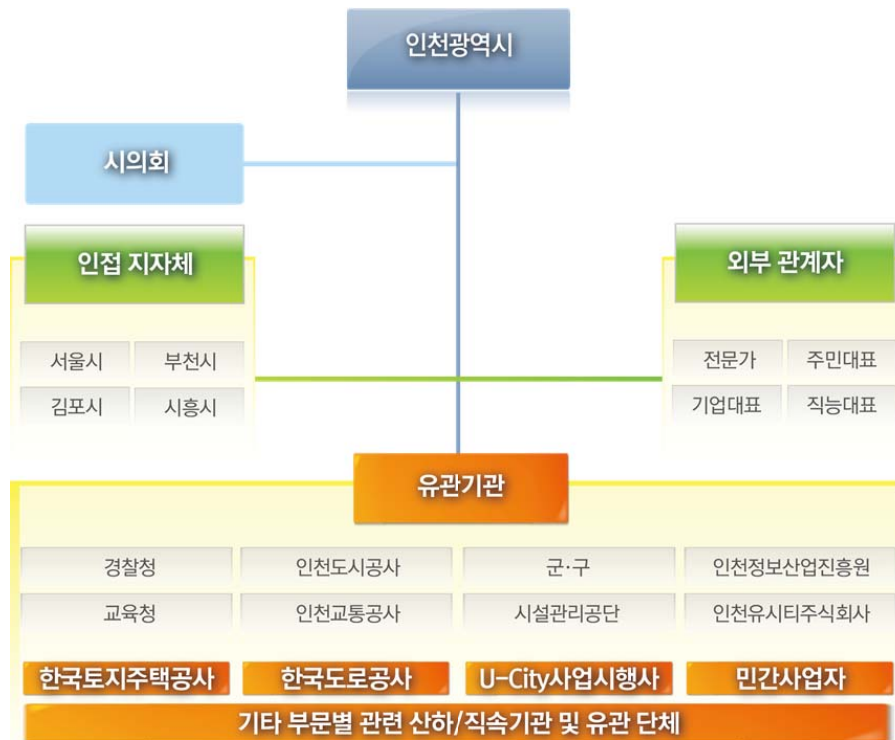 인천광역시
시의회
인접 지자체
외부 관계자
서울시 부천시
전문가 주민대표
김포시 시흥시
기업대표 직능대표
유관기관
경찰청 인천도시공사 군·구 인천정보산업진흥원
교육청 인천교통공사 시설관리공단 인천유시티주식회사
한국토지주택공사 한국도로공사 U-City사업시행사 민간사업자
기타 부문별 관련 산하/직속기관 및 유관 단체